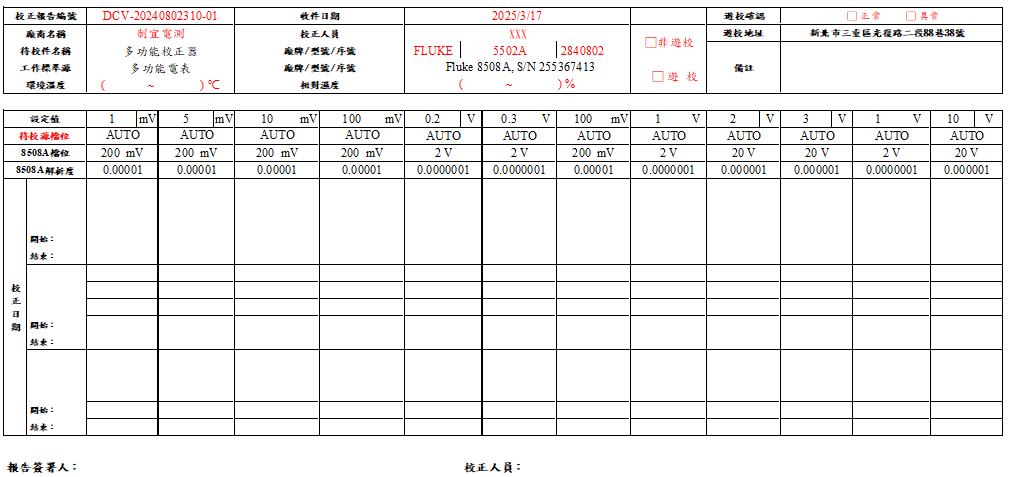 校正報告編號 DCV-20240802310-01 收件日期 2025/3/17 遊校確認 □正常 □異常
廠商名稱 制宜電測 校正人員 XXX □非遊校 遊校地址 新北市三重區光復路二段88巷38號
待校件名稱 多功能校正器 廠牌/型號/序號 FLUKE 5502A 2840802
工作標準源 多功能電表 廠牌/型號/序號 Fluke 8508A, S/N 255367413 □遊 校 備註
環境溫度 ( ~ )℃ 相對溫度 ( ~ )%
設定值 1 mV 5 mV 10 mV 100 mV 0.2 V 0.3 V 100 mV 1 V 2 V 3 V 1 V 10 V
待校源檔位 AUTO AUTO AUTO AUTO AUTO AUTO AUTO AUTO AUTO AUTO AUTO AUTO
8508A檔位 200 mV 200 mV 200 mV 200 mV 2 V 2 V 200 mV 2 V 20 V 20 V 2 V 20 V
8508A解析度 0.00001 0.00001 0.00001 0.00001 0.0000001 0.0000001 0.00001 0.0000001 0.000001 0.000001 0.0000001 0.000001
校正日期
開始：
結束：
開始：
結束：
開始：
結束：
報告簽署人： 校正人員：